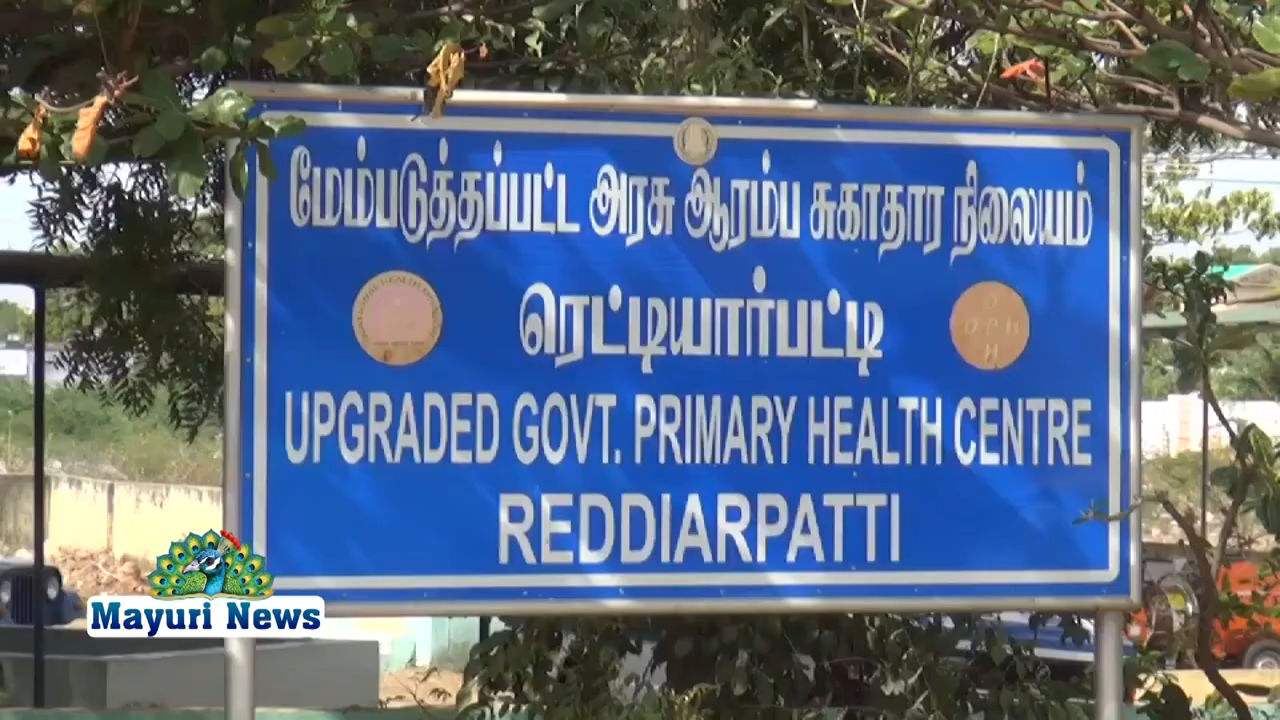 மேம்படுத்தப்பட்ட அரசு ஆரம்ப சுகாதார நிலையம்
ரெட்டியார்பட்டி
UPGRADED GOVT. PRIMARY HEALTH CENTRE
REDDIARPATTI
Mayuri News